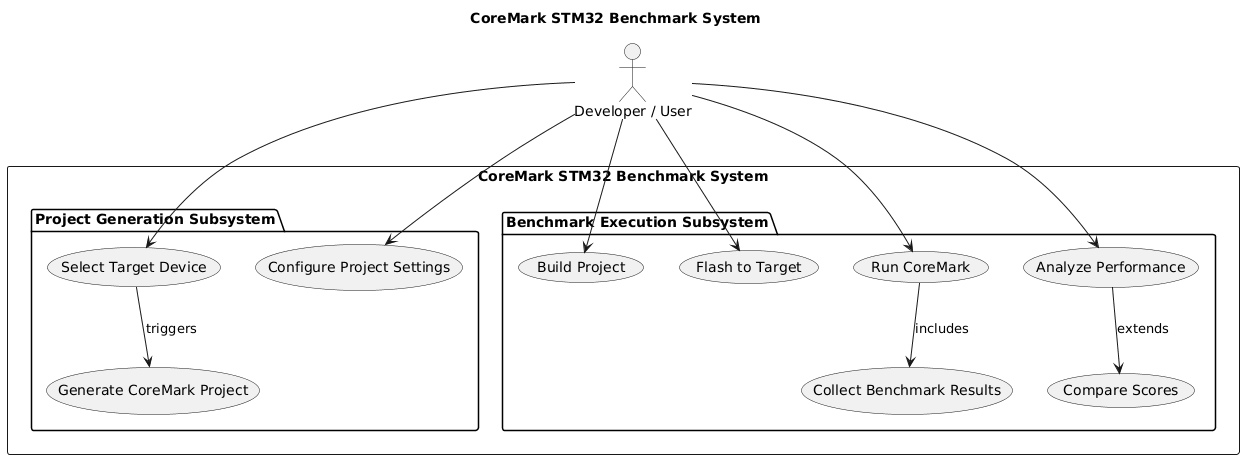 CoreMark STM32 Benchmark System
Developer / User
CoreMark STM32 Benchmark System
Project Generation Subsystem
Select Target Device
Configure Project Settings
triggers
Generate CoreMark Project
Benchmark Execution Subsystem
Build Project
Flash to Target
Run CoreMark
Analyze Performance
includes
extends
Collect Benchmark Results
Compare Scores